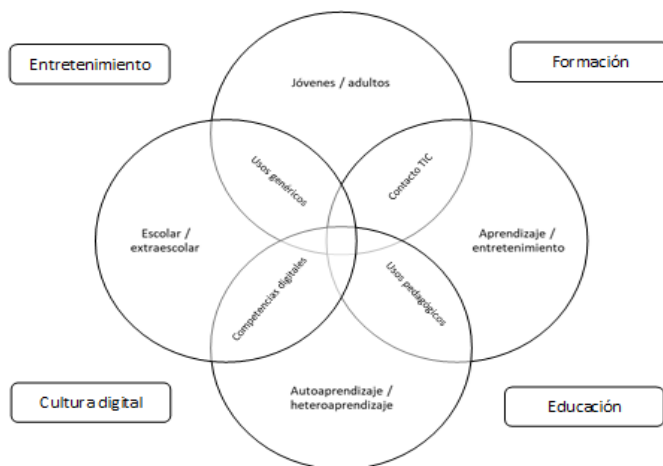 Entretenimiento
Formación
Jóvenes / adultos
Usos genéricos
Contacto TIC
Escolar /
extraescolar
Aprendizaje /
entretenimiento
Competencias digitales
Usos pedagógicos
Autoaprendizaje /
heteroaprendizaje
Cultura digital
Educación